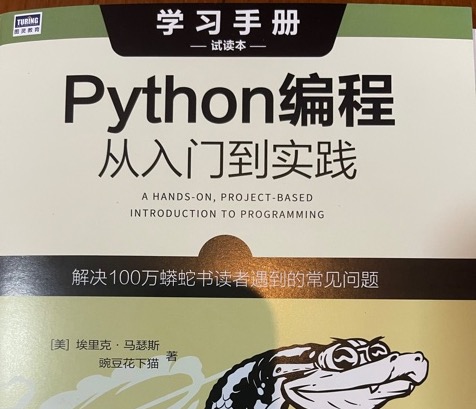 TURING
图灵教育
学习手册
—试读本—
Python编程
从入门到实践
A HANDS-ON, PROJECT-BASED
INTRODUCTION TO PROGRAMMING
解决100万蟒蛇书读者遇到的常见问题
[美] 埃里克·马瑟斯
豌豆花下猫 著